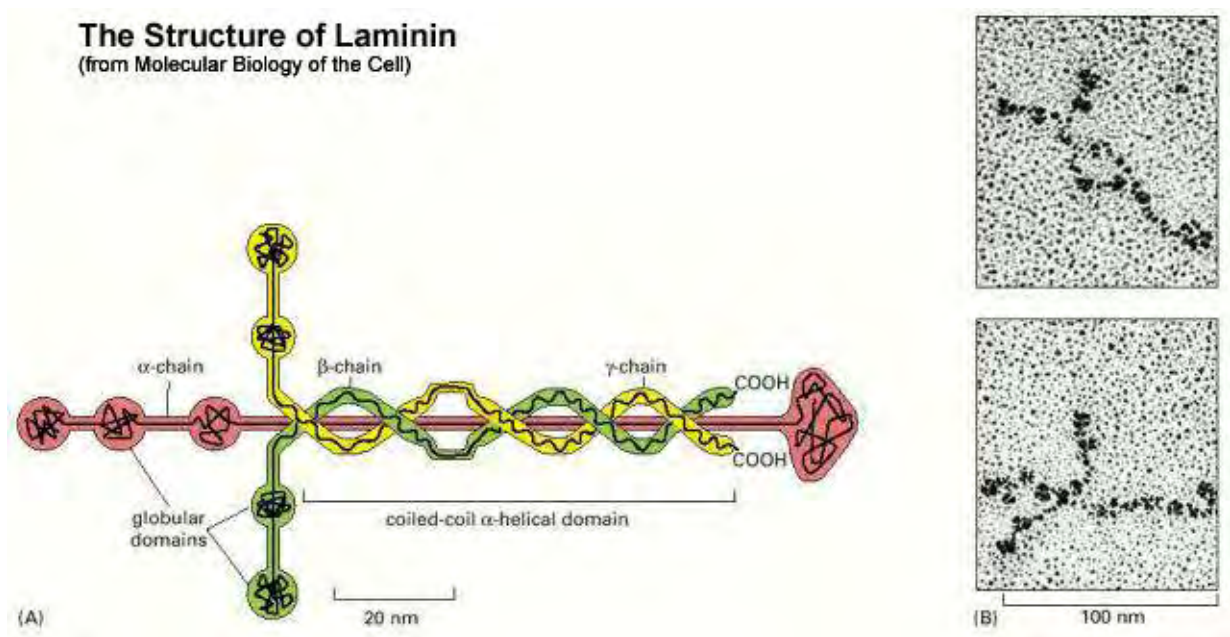 The Structure of Laminin
(from Molecular Biology of the Cell)
α-chain
β-chain
γ-chain
COOH
COOH
globular
domains
coiled-coil α-helical domain
20 nm
(A)
(B)
100 nm